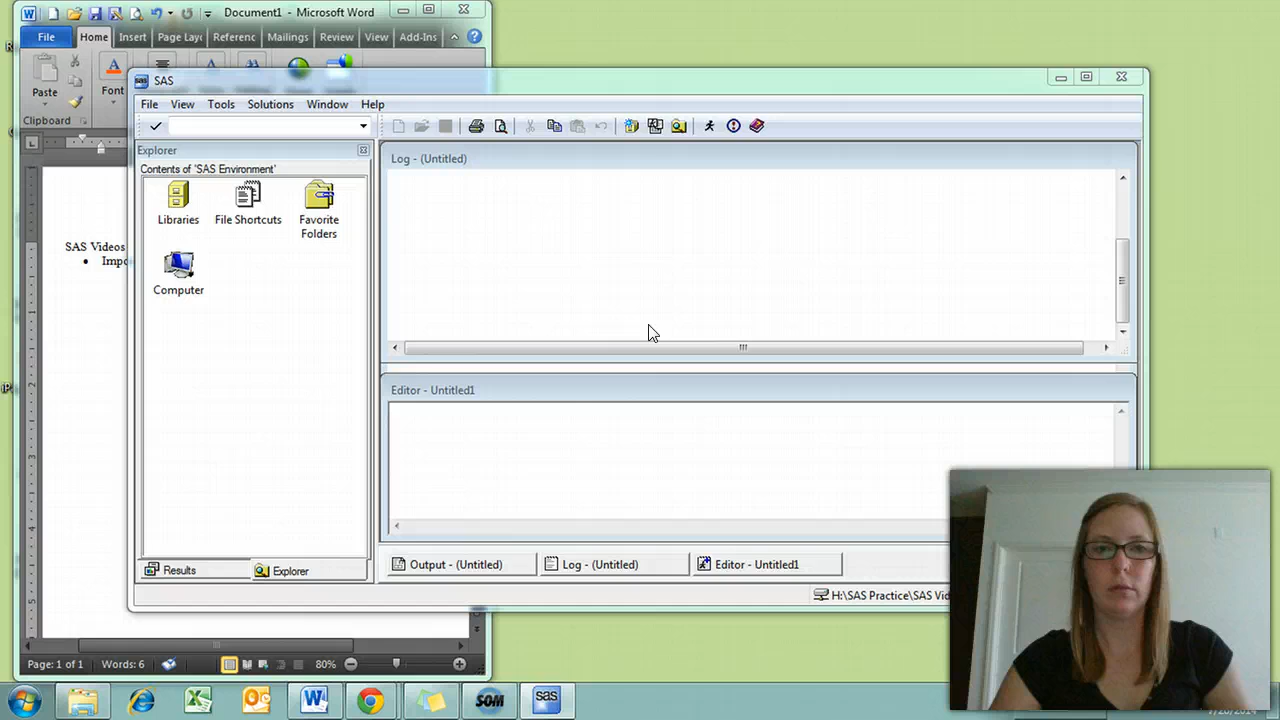 Document1 - Microsoft Word
File Home Insert Page Layc Referenc Mailings Review View Add-Ins
Paste
Font
Clipboard
SAS Videos
Impo
Page: 1 of 1 Words: 6 80%
SAS
File View Tools Solutions Window Help
Explorer
Contents of 'SAS Environment'
Libraries File Shortcuts Favorite
Folders
Computer
Results Explorer
Log - (Untitled)
Editor - Untitled1
Output - (Untitled) Log - (Untitled) Editor - Untitled1
H:\SAS Practice\SAS Vid
SOM sas